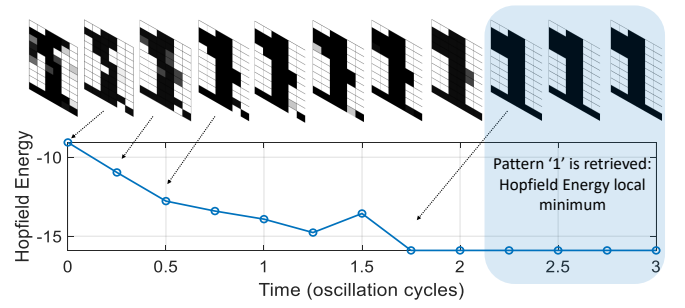 Hopfield Energy
-10
-15
Pattern '1' is retrieved:
Hopfield Energy local
minimum
0
0.5
1
1.5
2
2.5
3
Time (oscillation cycles)